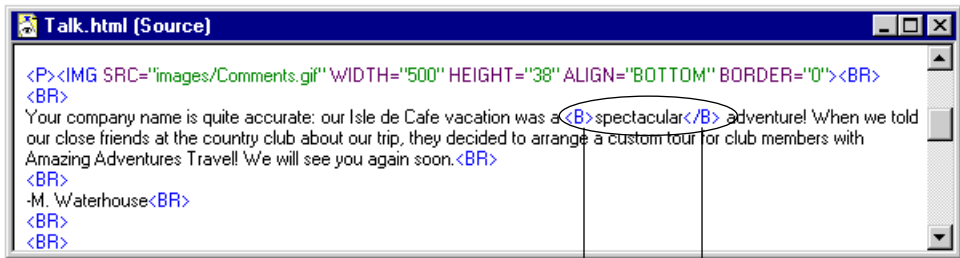 Talk.html (Source)
<P><IMG SRC="images/Comments.gif" WIDTH="500" HEIGHT="38" ALIGN="BOTTOM" BORDER="0"><BR>
<BR>
Your company name is quite accurate: our Isle de Cafe vacation was a <B>spectacular</B> adventure! When we told
our close friends at the country club about our trip, they decided to arrange a custom tour for club members with
Amazing Adventures Travel! We will see you again soon.<BR>
<BR>
-M. Waterhouse<BR>
<BR>
<BR>